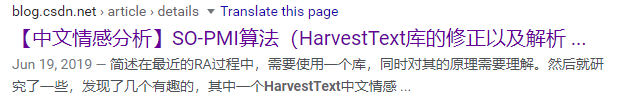 blog.csdn.net › article › details ▼ Translate this page
【中文情感分析】SO-PMI算法（HarvestText库的修正以及解析 ...
Jun 19, 2019 — 简述在最近的RA过程中，需要使用一个库，同时对其的原理需要理解。然后就研
究了一些，发现了几个有趣的，其中一个HarvestText中文情感 ...